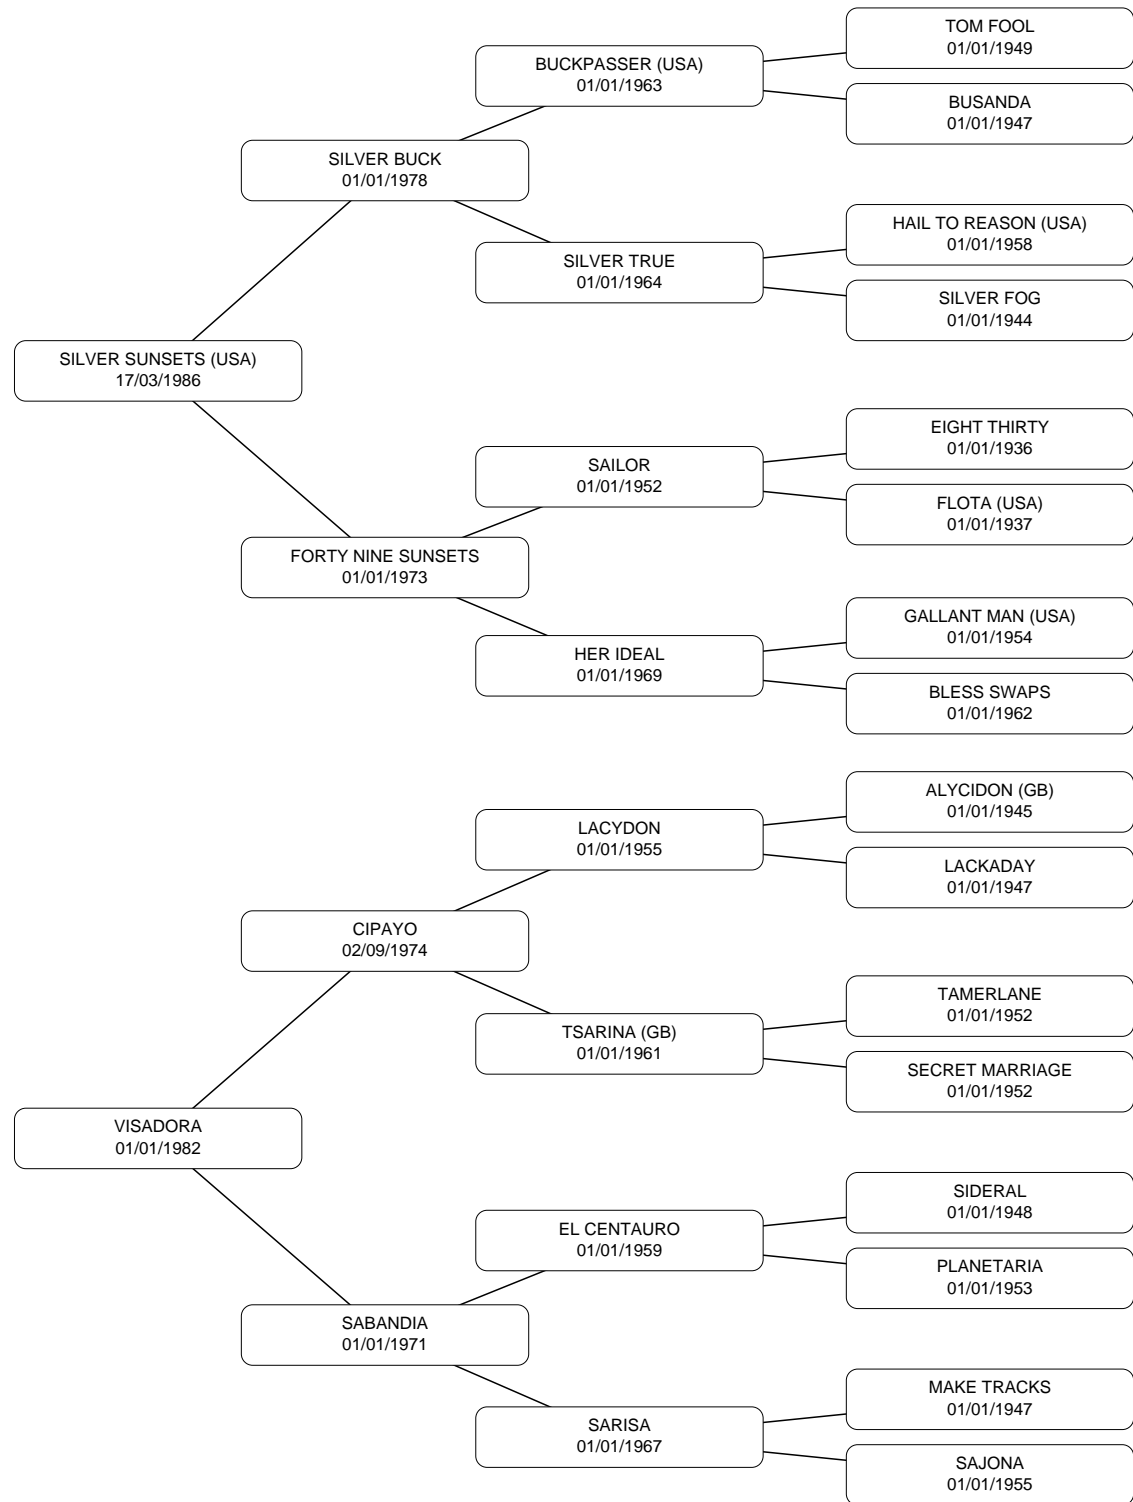 TOM FOOL
01/01/1949
BUCKPASSER (USA)
01/01/1963
BUSANDA
01/01/1947
SILVER BUCK
01/01/1978
HAIL TO REASON (USA)
01/01/1958
SILVER TRUE
01/01/1964
SILVER FOG
01/01/1944
SILVER SUNSETS (USA)
17/03/1986
EIGHT THIRTY
01/01/1936
SAILOR
01/01/1952
FLOTA (USA)
01/01/1937
FORTY NINE SUNSETS
01/01/1973
GALLANT MAN (USA)
01/01/1954
HER IDEAL
01/01/1969
BLESS SWAPS
01/01/1962
ALYCIDON (GB)
01/01/1945
LACYDON
01/01/1955
LACKADAY
01/01/1947
CIPAYO
02/09/1974
TAMERLANE
01/01/1952
TSARINA (GB)
01/01/1961
SECRET MARRIAGE
01/01/1952
VISADORA
01/01/1982
SIDERAL
01/01/1948
EL CENTAURO
01/01/1959
PLANETARIA
01/01/1953
SABANDIA
01/01/1971
MAKE TRACKS
01/01/1947
SARISA
01/01/1967
SAJONA
01/01/1955